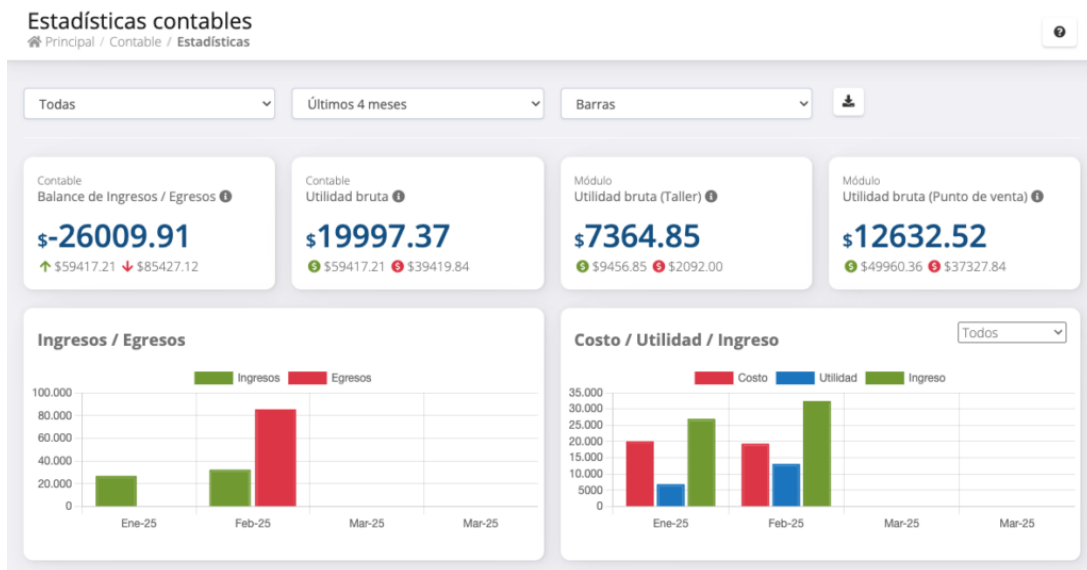 Estadísticas contables
Principal / Contable / Estadísticas
Todas
Últimos 4 meses
Barras
Contable
Balance de Ingresos / Egresos
$-26009.91
$59417.21 $85427.12
Contable
Utilidad bruta
$19997.37
$59417.21 $39419.84
Módulo
Utilidad bruta (Taller)
$7364.85
$9456.85 $2092.00
Módulo
Utilidad bruta (Punto de venta)
$12632.52
$49960.36 $37327.84
Ingresos / Egresos
Ingresos Egresos
100.000
80.000
60.000
40.000
20.000
0
Ene-25 Feb-25 Mar-25 Mar-25
Costo / Utilidad / Ingreso
Todos
Costo Utilidad Ingreso
35.000
30.000
25.000
20.000
15.000
10.000
5000
0
Ene-25 Feb-25 Mar-25 Mar-25